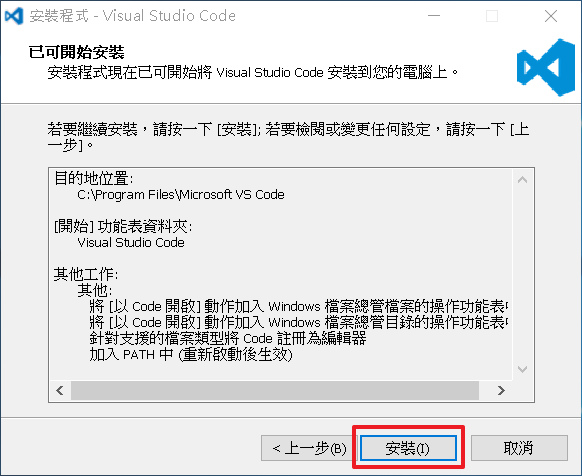 安裝程式 - Visual Studio Code
已可開始安裝
安裝程式現在已可開始將 Visual Studio Code 安裝到您的電腦上。
若要繼續安裝，請按一下 [安裝]; 若要檢閱或變更任何設定，請按一下 [上
一步]。
目的地位置:
C:\Program Files\Microsoft VS Code
[開始] 功能表資料夾:
Visual Studio Code
其他工作:
其他:
將 [以 Code 開啟] 動作加入 Windows 檔案總管檔案的操作功能表
將 [以 Code 開啟] 動作加入 Windows 檔案總管目錄的操作功能表
針對支援的檔案類型將 Code 註冊為編輯器
加入 PATH 中 (重新啟動後生效)
< 上一步(B)
安裝(I)
取消